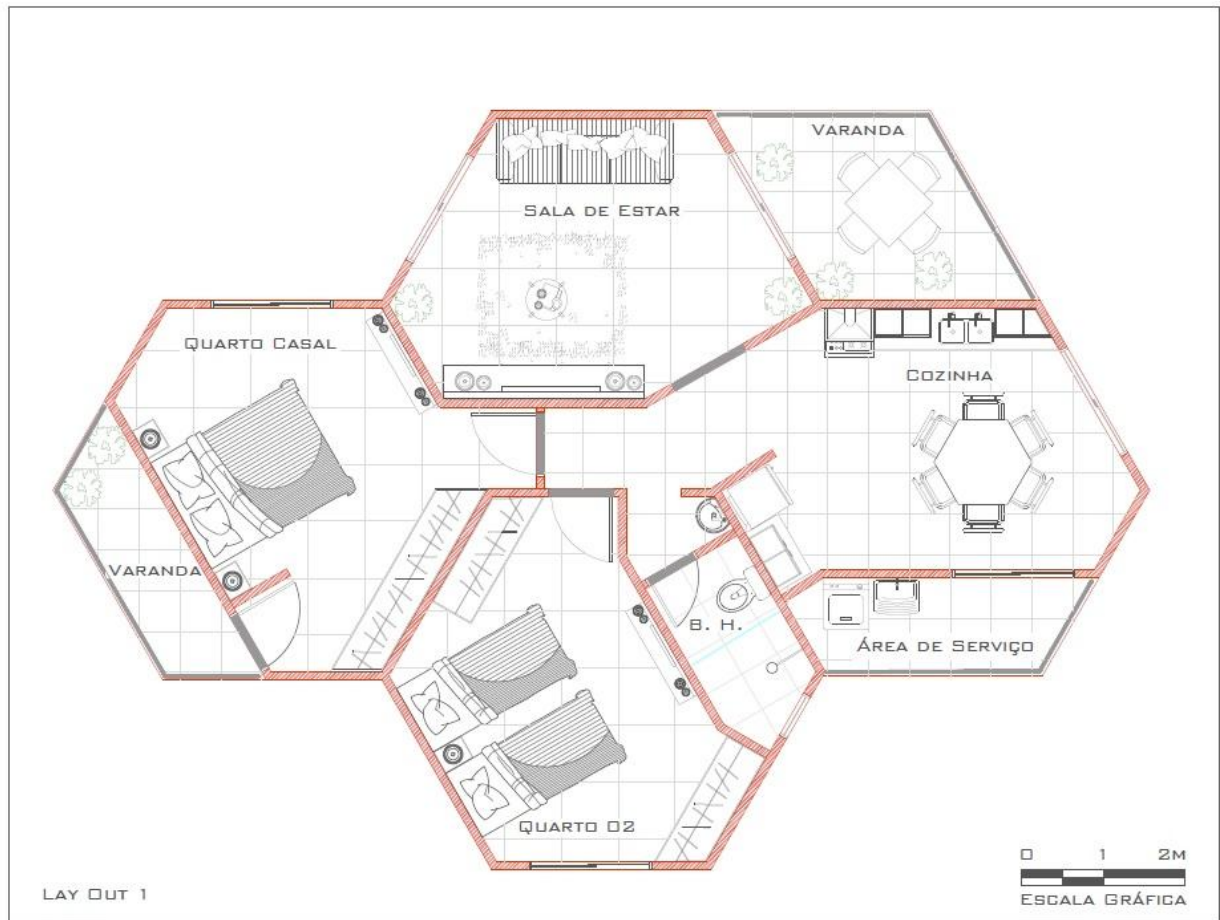 VARANDA
SALA DE ESTAR
QUARTO CASAL
COZINHA
VARANDA
B. H.
ÁREA DE SERVIÇO
QUARTO 02
0 1 2M
ESCALA GRÁFICA
LAY OUT 1